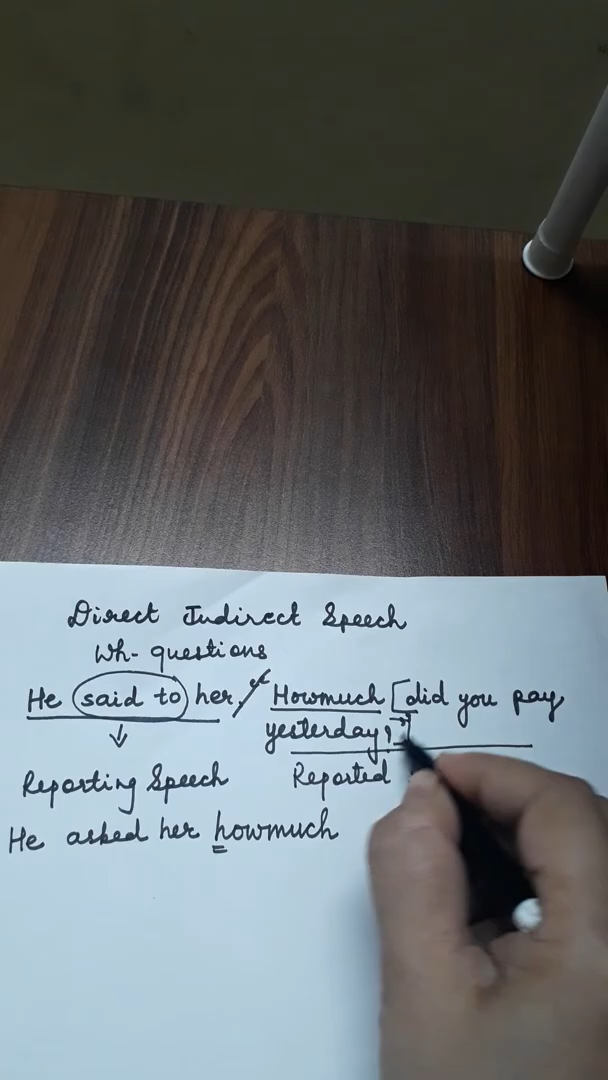 Direct Indirect Speech
Wh- questions
He said to her, " Howmuch [did you pay
yesterday?"]
Reporting Speech Reported
He asked her howmuch